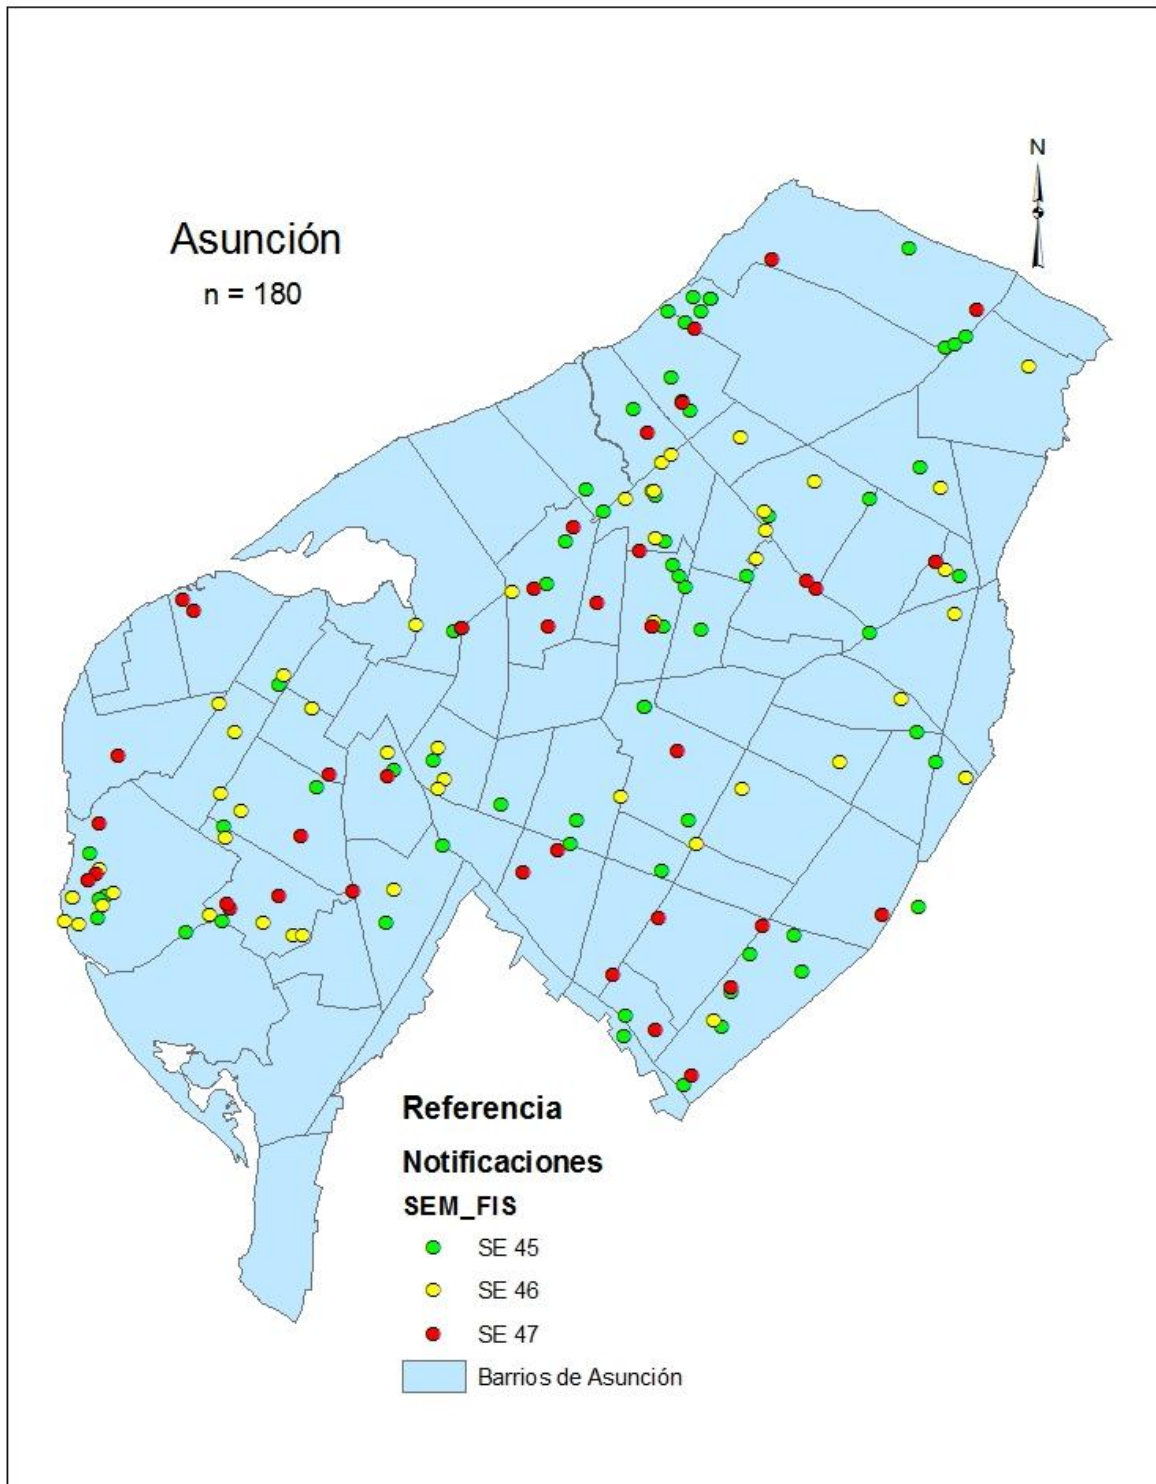 N
Asunción
n = 180
Referencia
Notificaciones
SEM_FIS
SE 45
SE 46
SE 47
Barrios de Asunción